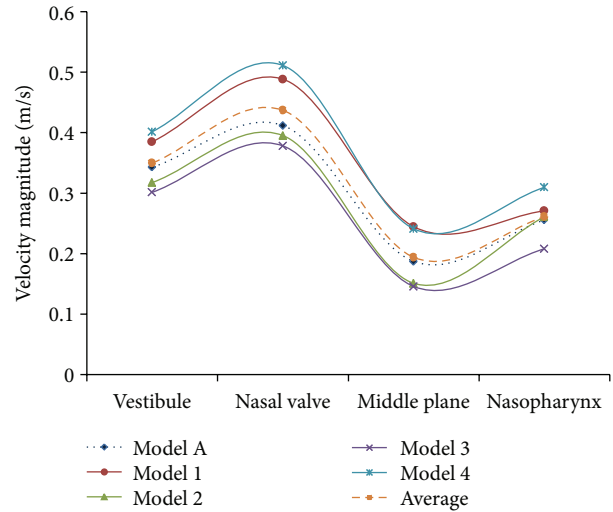 0.6
0.5
0.4
0.3
0.2
0.1
0
Velocity magnitude (m/s)
Vestibule Nasal valve Middle plane Nasopharynx
Model A Model 3
Model 1 Model 4
Model 2 Average